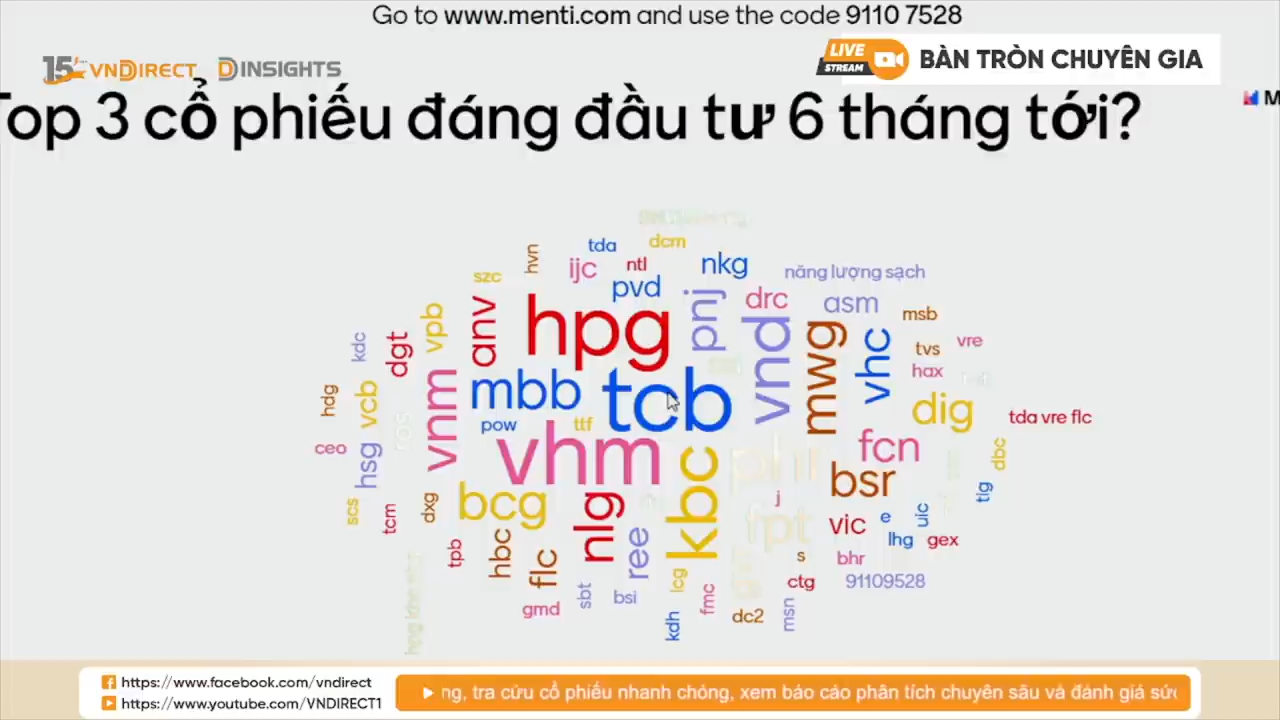 Go to www.menti.com and use the code 9110 7528
15 VNDIRECT DINSIGHTS
LIVE STREAM
BÀN TRÒN CHUYÊN GIA
Top 3 cổ phiếu đáng đầu tư 6 tháng tới?
tda
dcm
hvn
szc
ijc
ntl
nkg
năng lượng sạch
pvd
pnj
drc
asm
msb
vpb
anv
hpg
vnd
mwg
vhc
tvs
vre
kdc
dgt
hax
hdg
vcb
vnm
mbb
tcb
dig
tda vre flc
pow
ttf
ceo
hsg
vhm
kbc
phr
fcn
dbc
bsr
scs
tcm
dxg
bcg
nlg
j
fpt
vic
e
uic
tig
lhg
gex
tpb
hbc
flc
ree
s
bhr
lcg
ctg
91109528
gmd
sbt
bsi
kdh
fmc
dc2
msn
https://www.facebook.com/vndirect
https://www.youtube.com/VNDIRECT1
ng, tra cứu cổ phiếu nhanh chóng, xem báo cáo phân tích chuyên sâu và đánh giá sức